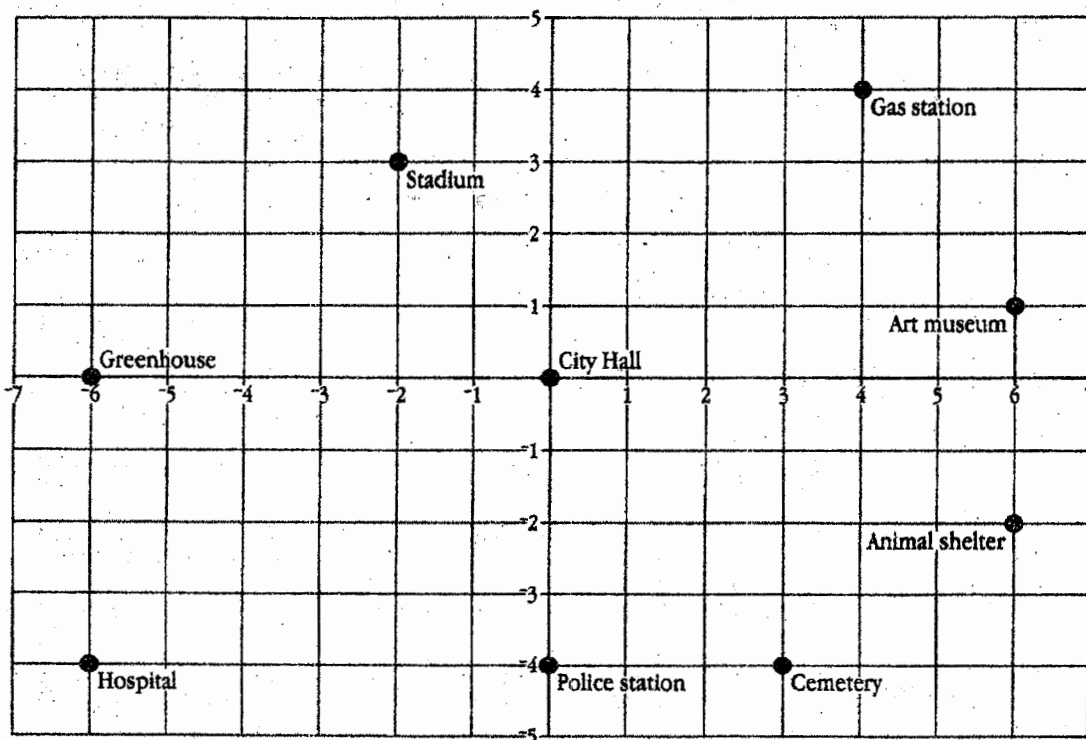 5
4
Gas station
3
Stadium
2
1
Art museum
Greenhouse
City Hall
-7 -6 -5 -4 -3 -2 -1 1 2 3 4 5 6
-1
-2
Animal shelter
-3
-4
Hospital
Police station
Cemetery
-5